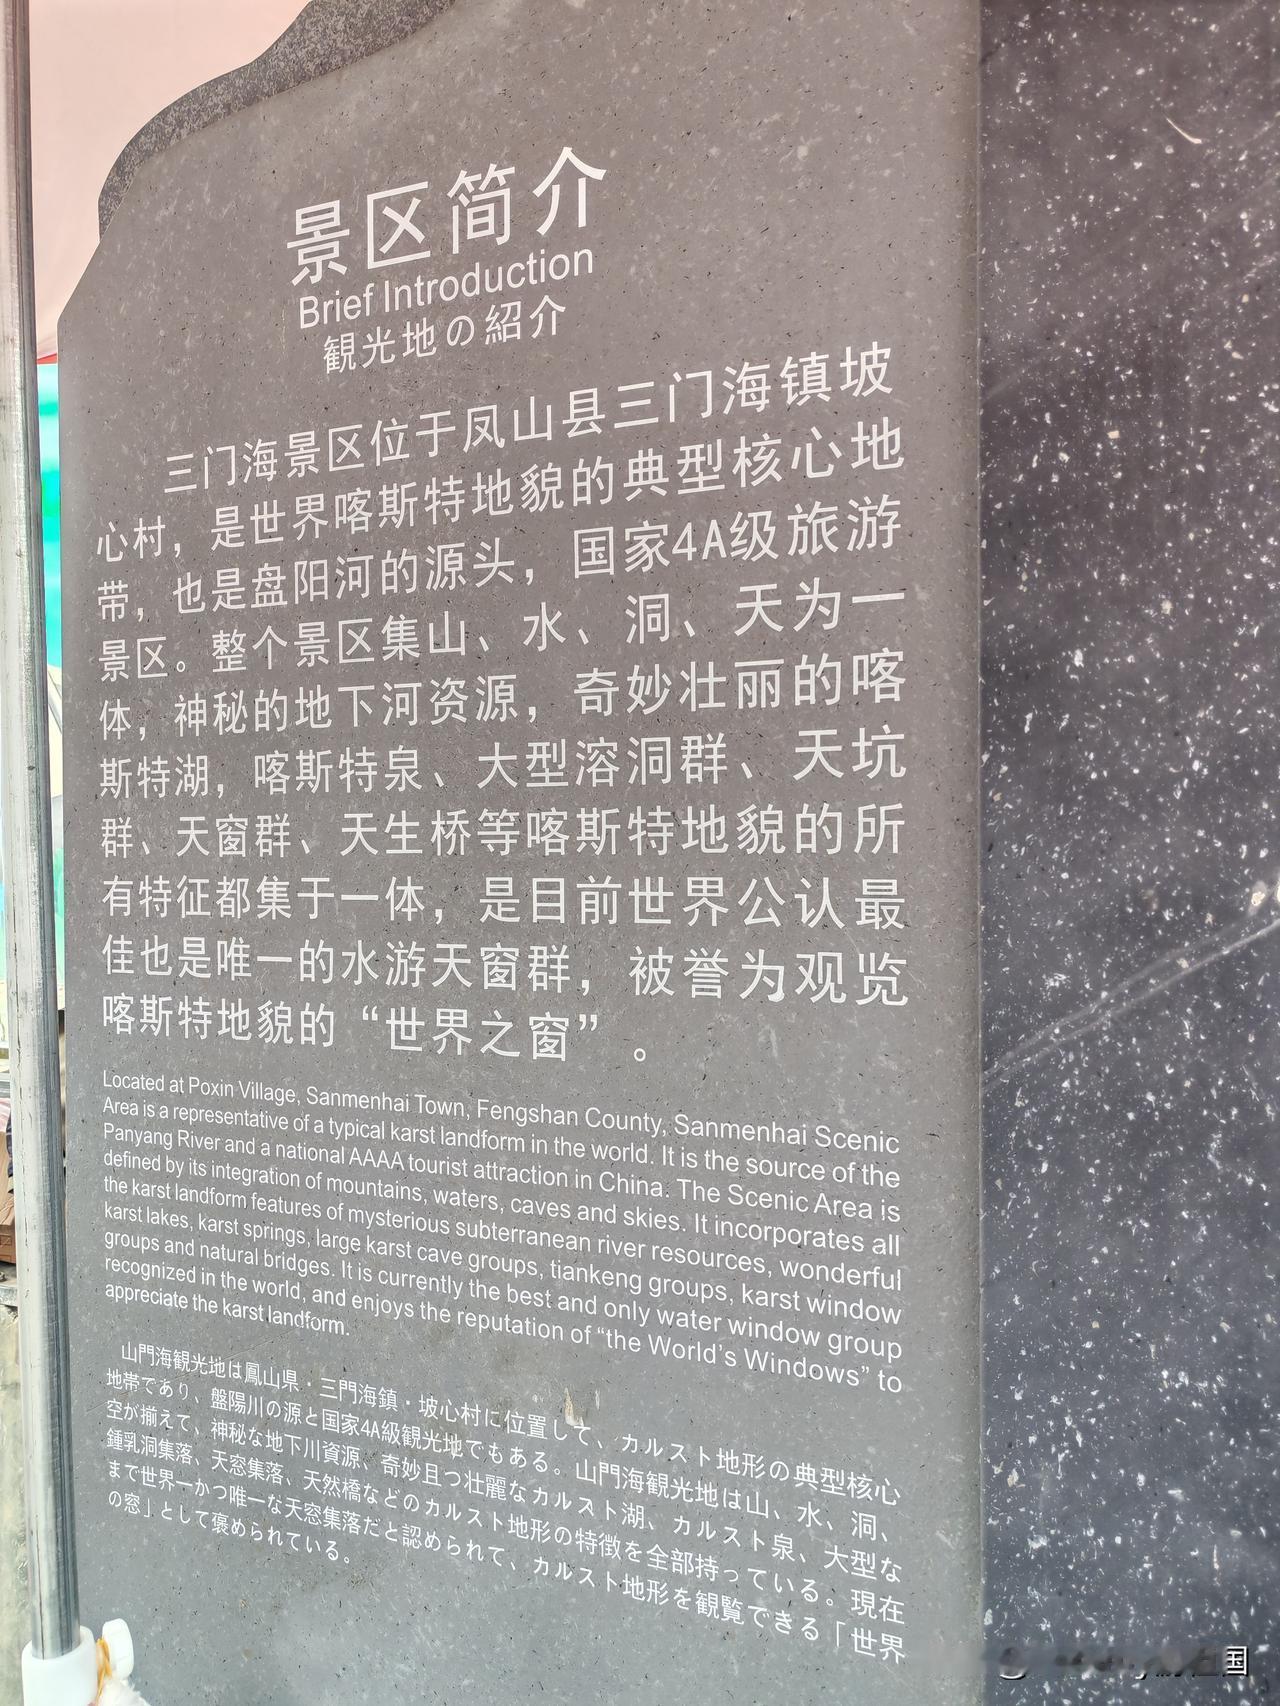 景区简介
Brief Introduction
観光地の紹介
三门海景区位于凤山县三门海镇坡
心村，是世界喀斯特地貌的典型核心地
带，也是盘阳河的源头，国家4A级旅游
景区。整个景区集山、水、洞、天为一
体，神秘的地下河资源，奇妙壮丽的喀
斯特湖，喀斯特泉、大型溶洞群、天坑
群、天窗群、天生桥等喀斯特地貌的所
有特征都集于一体，是目前世界公认最
佳也是唯一的水游天窗群，被誉为观览
喀斯特地貌的“世界之窗”。
Located at Poxin Village, Sanmenhai Town, Fengshan County, Sanmenhai Scenic
Area is a representative of a typical karst landform in the world. It is the source of the
Panyang River and a national AAAA tourist attraction in China. The Scenic Area is
defined by its integration of mountains, waters, caves and skies. It incorporates all
the karst landform features of mysterious subterranean river resources, wonderful
karst lakes, karst springs, large karst cave groups, tiankeng groups, karst window
groups and natural bridges. It is currently the best and only water window group
recognized in the world, and enjoys the reputation of “the World’s Windows” to
appreciate the karst landform.
山門海観光地は鳳山県・三門海鎮・坡心村に位置して、カルスト地形の典型核心
地帯であり、盤陽川の源と国家4A級観光地でもある。山門海観光地は山、水、洞、
空が揃えて、神秘な地下川資源、奇妙且つ壮麗なカルスト湖、カルスト泉、大型な
鍾乳洞集落、天窓集落、天然橋などのカルスト地形の特徴を全部持っている。現在
まで世界一かつ唯一な天窓集落だと認められて、カルスト地形を観覧できる「世界
の窓」として褒められている。
国